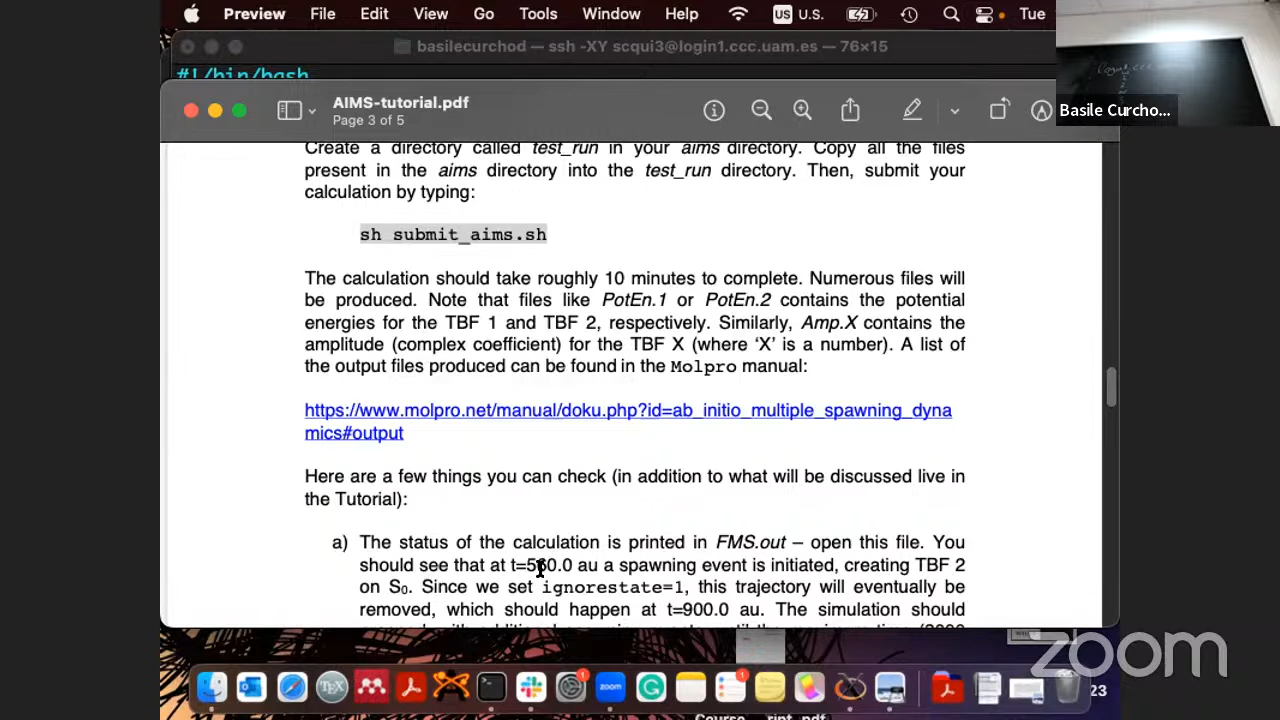 Preview File Edit View Go Tools Window Help U.S. Tue
US
basilecurchod — ssh -XY scqui3@login1.ccc.uam.es — 76×15
#!/bin/bash
AIMS-tutorial.pdf
Page 3 of 5
Basile Curcho...
Create a directory called test_run in your aims directory. Copy all the files
present in the aims directory into the test_run directory. Then, submit your
calculation by typing:
sh submit_aims.sh
The calculation should take roughly 10 minutes to complete. Numerous files will
be produced. Note that files like PotEn.1 or PotEn.2 contains the potential
energies for the TBF 1 and TBF 2, respectively. Similarly, Amp.X contains the
amplitude (complex coefficient) for the TBF X (where ‘X’ is a number). A list of
the output files produced can be found in the Molpro manual:
https://www.molpro.net/manual/doku.php?id=ab_initio_multiple_spawning_dyna
mics#output
Here are a few things you can check (in addition to what will be discussed live in
the Tutorial):
a) The status of the calculation is printed in FMS.out – open this file. You
should see that at t=560.0 au a spawning event is initiated, creating TBF 2
on S₀. Since we set ignorestate=1, this trajectory will eventually be
removed, which should happen at t=900.0 au. The simulation should
zoom
zoom
23